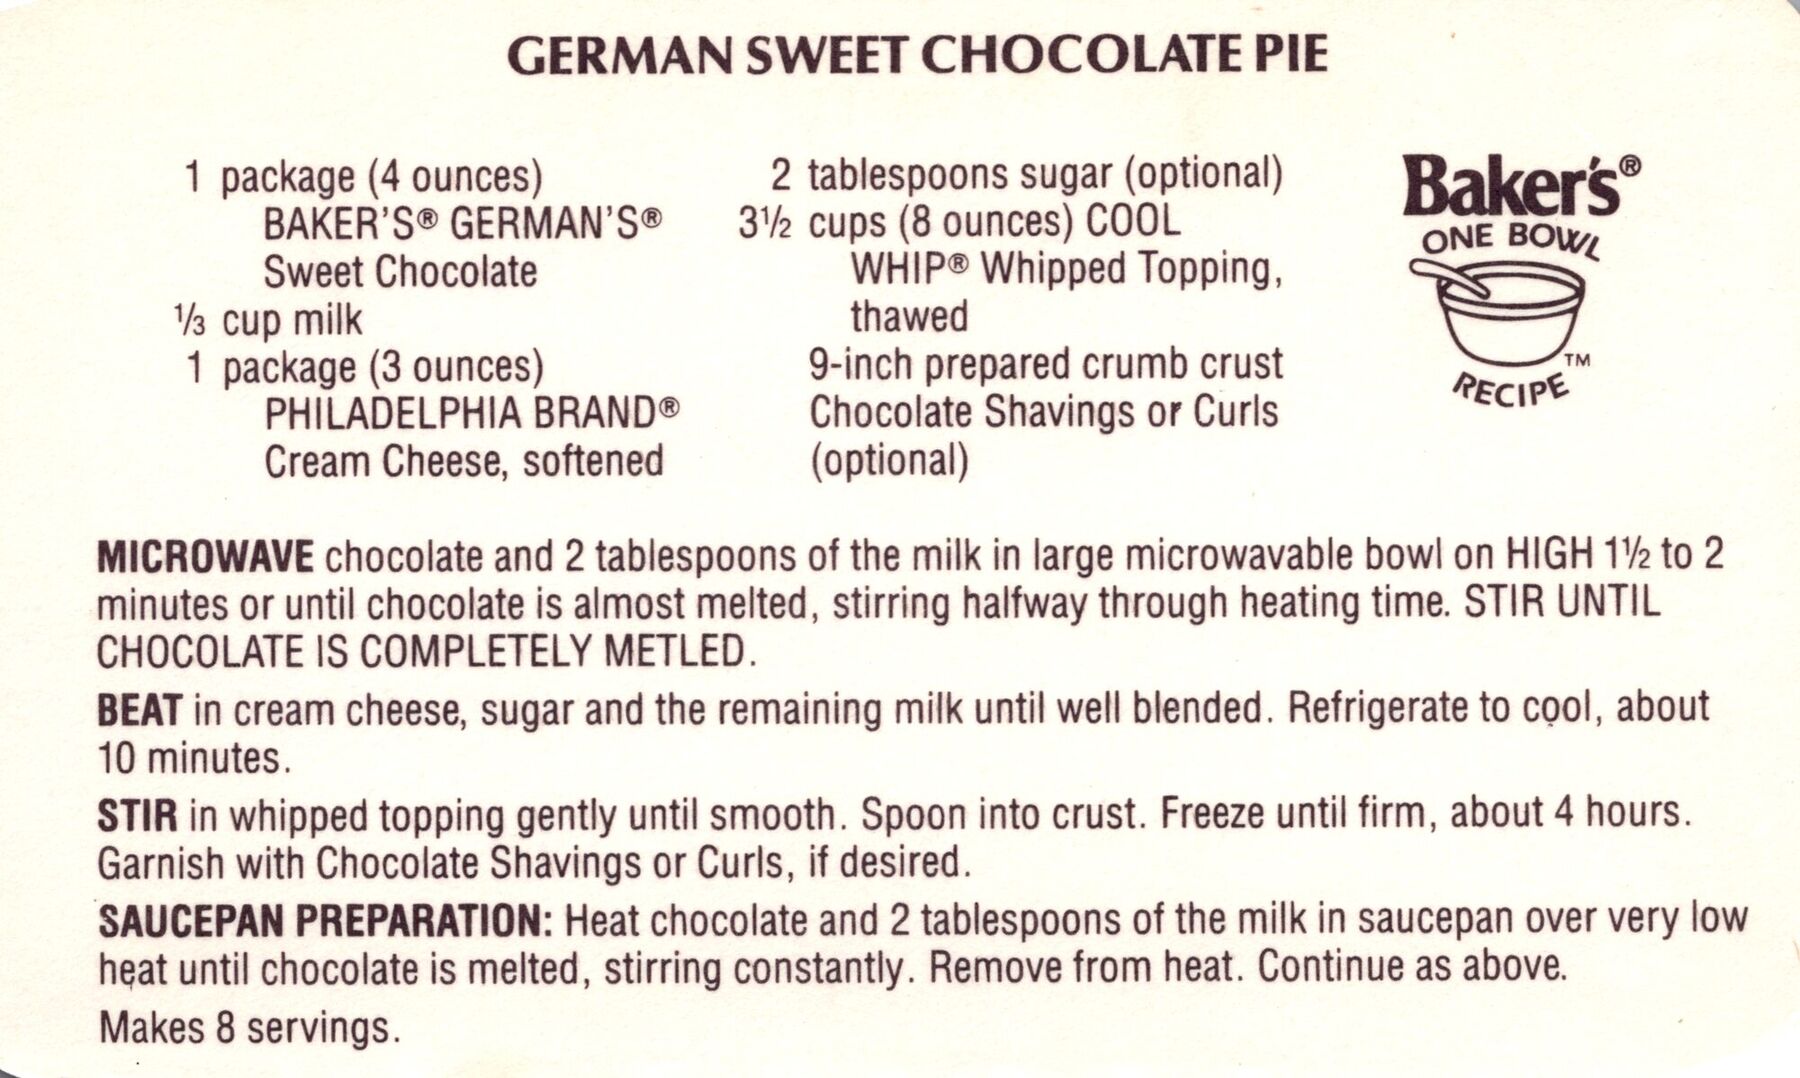 GERMAN SWEET CHOCOLATE PIE
1 package (4 ounces)
BAKER'S® GERMAN'S®
Sweet Chocolate
⅓ cup milk
1 package (3 ounces)
PHILADELPHIA BRAND®
Cream Cheese, softened
2 tablespoons sugar (optional)
3½ cups (8 ounces) COOL
WHIP® Whipped Topping,
thawed
9-inch prepared crumb crust
Chocolate Shavings or Curls
(optional)
Baker's®
ONE BOWL
RECIPE™
MICROWAVE chocolate and 2 tablespoons of the milk in large microwavable bowl on HIGH 1½ to 2
minutes or until chocolate is almost melted, stirring halfway through heating time. STIR UNTIL
CHOCOLATE IS COMPLETELY METLED.
BEAT in cream cheese, sugar and the remaining milk until well blended. Refrigerate to cool, about
10 minutes.
STIR in whipped topping gently until smooth. Spoon into crust. Freeze until firm, about 4 hours.
Garnish with Chocolate Shavings or Curls, if desired.
SAUCEPAN PREPARATION: Heat chocolate and 2 tablespoons of the milk in saucepan over very low
heat until chocolate is melted, stirring constantly. Remove from heat. Continue as above.
Makes 8 servings.